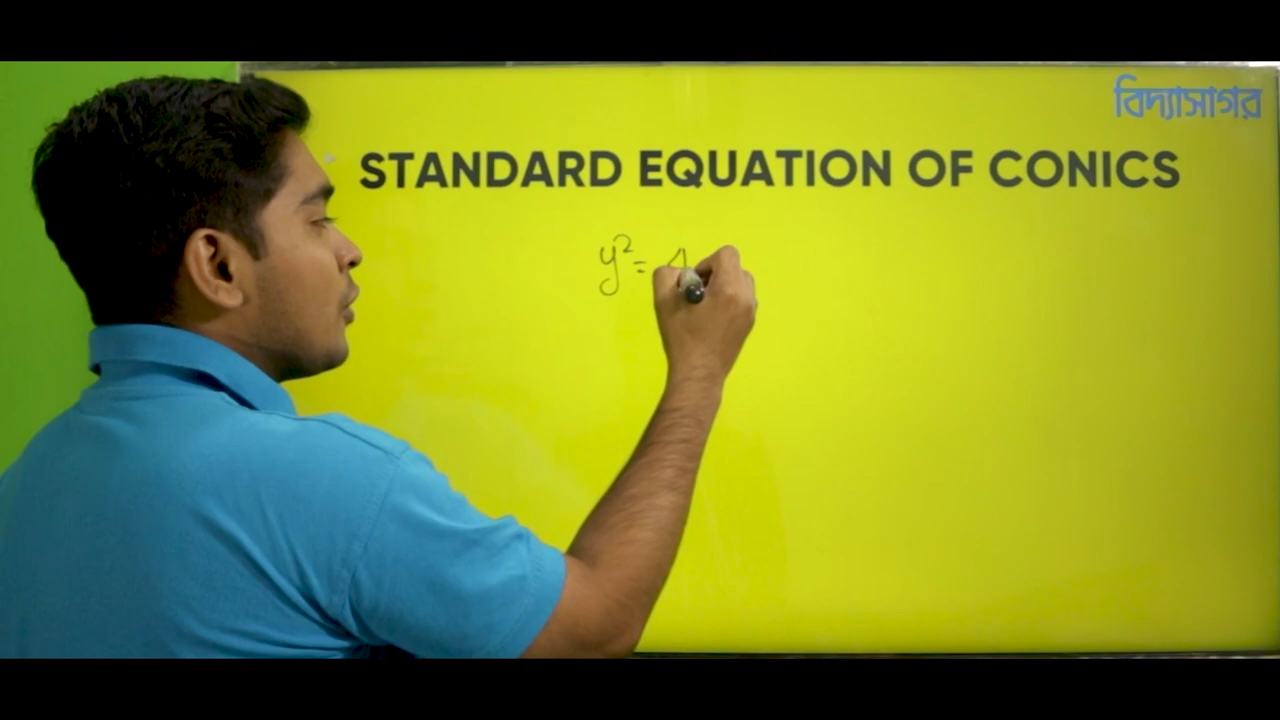 বিদ্যাসাগর
STANDARD EQUATION OF CONICS
y² = 4